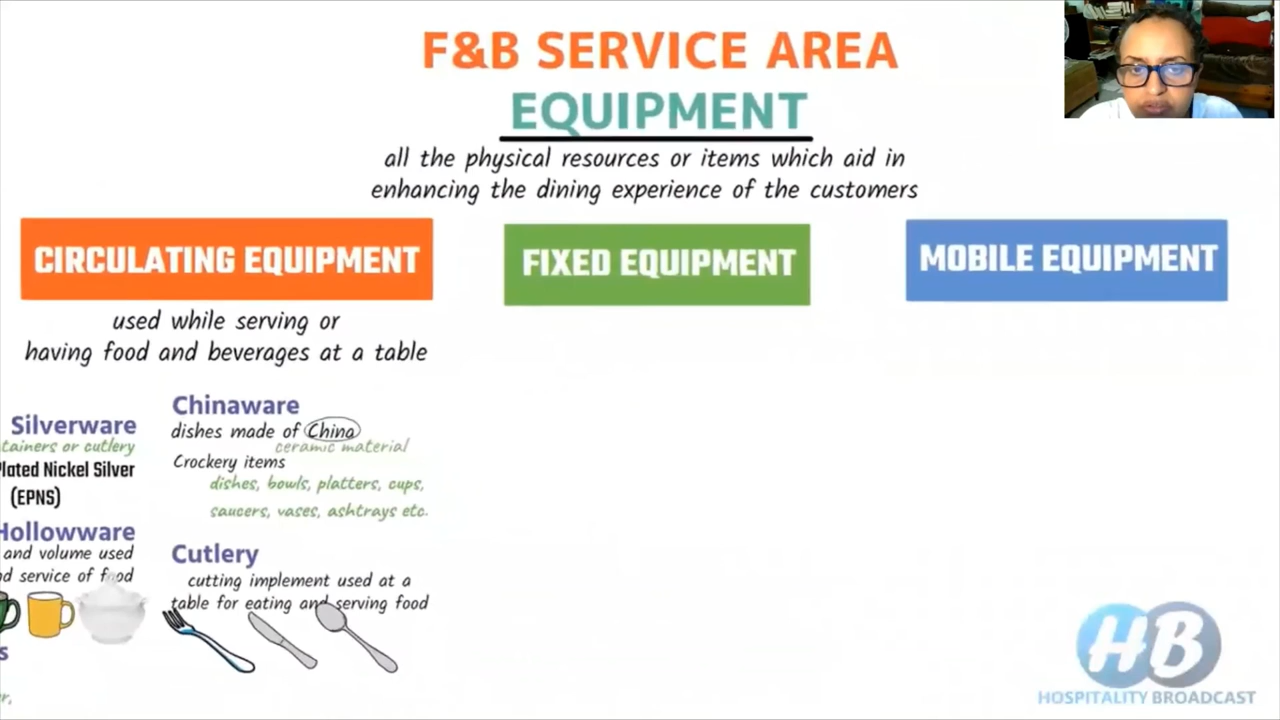 F&B SERVICE AREA
EQUIPMENT
all the physical resources or items which aid in
enhancing the dining experience of the customers
CIRCULATING EQUIPMENT
FIXED EQUIPMENT
MOBILE EQUIPMENT
used while serving or
having food and beverages at a table
Silverware
or cutlery
Nickel Silver
(EPNS)
Hollowware
and volume used
service of food
Chinaware
dishes made of China
ceramic material
Crockery items
dishes, bowls, platters, cups,
saucers, vases, ashtrays etc.
Cutlery
cutting implement used at a
table for eating and serving food
HB
HOSPITALITY BROADCAST